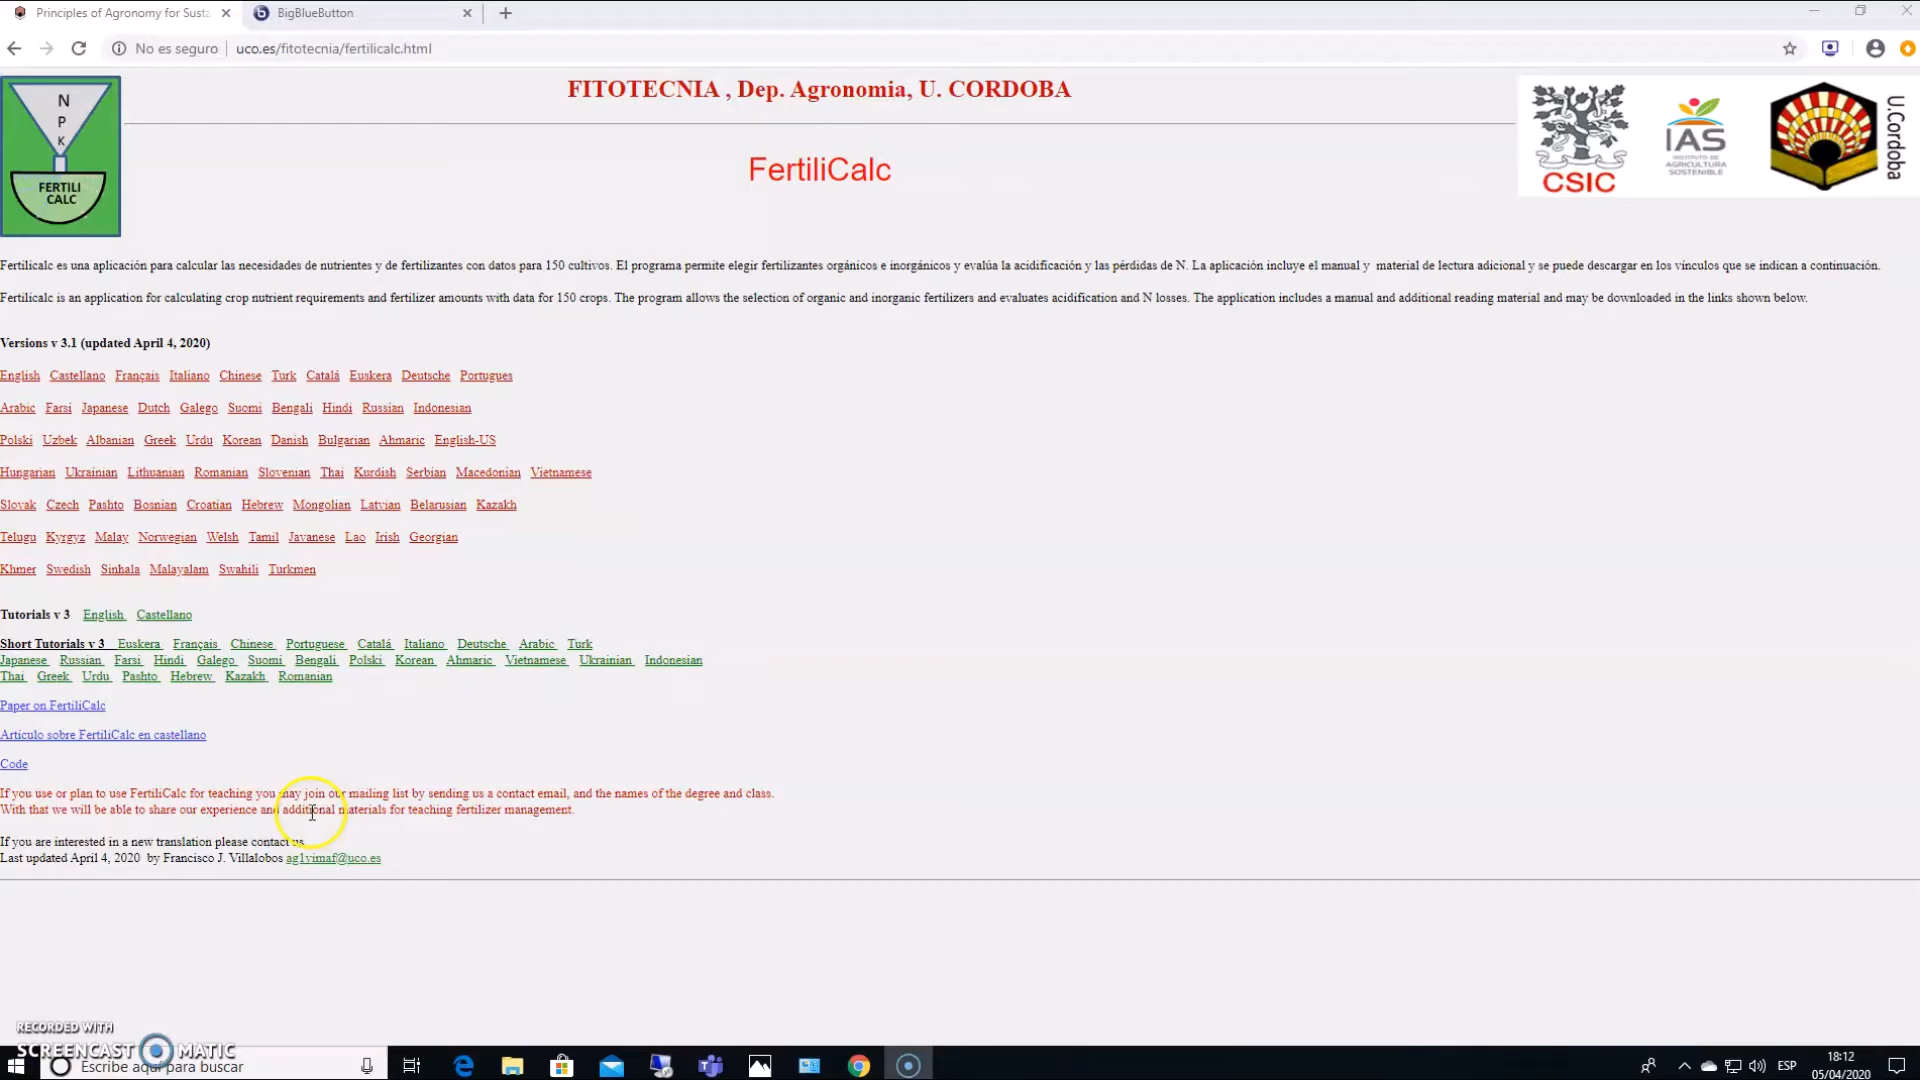 Principles of Agronomy for Susta
BigBlueButton
No es seguro uco.es/fitotecnia/fertilicalc.html
N
P
K
FERTILI
CALC
FITOTECNIA , Dep. Agronomia, U. CORDOBA
FertiliCalc
CSIC
IAS
INSTITUTO DE
AGRICULTURA
SOSTENIBLE
U.Cordoba
Fertilicalc es una aplicación para calcular las necesidades de nutrientes y de fertilizantes con datos para 150 cultivos. El programa permite elegir fertilizantes orgánicos e inorgánicos y evalúa la acidificación y las pérdidas de N. La aplicación incluye el manual y material de lectura adicional y se puede descargar en los vínculos que se indican a continuación.
Fertilicalc is an application for calculating crop nutrient requirements and fertilizer amounts with data for 150 crops. The program allows the selection of organic and inorganic fertilizers and evaluates acidification and N losses. The application includes a manual and additional reading material and may be downloaded in the links shown below.
Versions v 3.1 (updated April 4, 2020)
English Castellano Français Italiano Chinese Turk Catalá Euskera Deutsche Portugues
Arabic Farsi Japanese Dutch Galego Suomi Bengali Hindi Russian Indonesian
Polski Uzbek Albanian Greek Urdu Korean Danish Bulgarian Ahmaric English-US
Hungarian Ukrainian Lithuanian Romanian Slovenian Thai Kurdish Serbian Macedonian Vietnamese
Slovak Czech Pashto Bosnian Croatian Hebrew Mongolian Latvian Belarusian Kazakh
Telugu Kyrgyz Malay Norwegian Welsh Tamil Javanese Lao Irish Georgian
Khmer Swedish Sinhala Malayalam Swahili Turkmen
Tutorials v 3 English Castellano
Short Tutorials v 3 Euskera Français Chinese Portuguese Catalá Italiano Deutsche Arabic Turk
Japanese Russian Farsi Hindi Galego Suomi Bengali Polski Korean Ahmaric Vietnamese Ukrainian Indonesian
Thai Greek Urdu Pashto Hebrew Kazakh Romanian
Paper on FertiliCalc
Artículo sobre FertiliCalc en castellano
Code
If you use or plan to use FertiliCalc for teaching you may join our mailing list by sending us a contact email, and the names of the degree and class.
With that we will be able to share our experience and additional materials for teaching fertilizer management.
If you are interested in a new translation please contact us.
Last updated April 4, 2020 by Francisco J. Villalobos ag1vimaf@uco.es
RECORDED WITH
SCREENCAST MATIC
Escribe aquí para buscar
ESP
18:12
05/04/2020